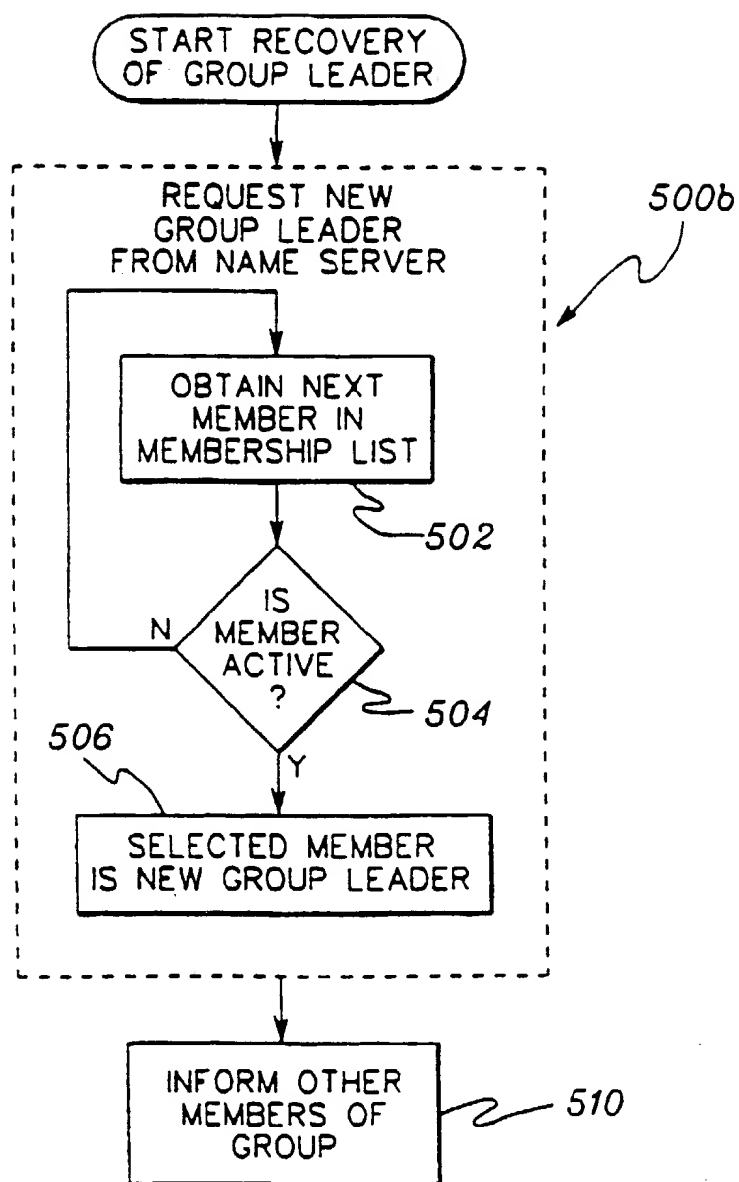 START RECOVERY
OF GROUP LEADER
REQUEST NEW
GROUP LEADER
FROM NAME SERVER
500b
OBTAIN NEXT
MEMBER IN
MEMBERSHIP LIST
502
IS
MEMBER
ACTIVE
?
N
504
Y
506
SELECTED MEMBER
IS NEW GROUP LEADER
INFORM OTHER
MEMBERS OF
GROUP
510